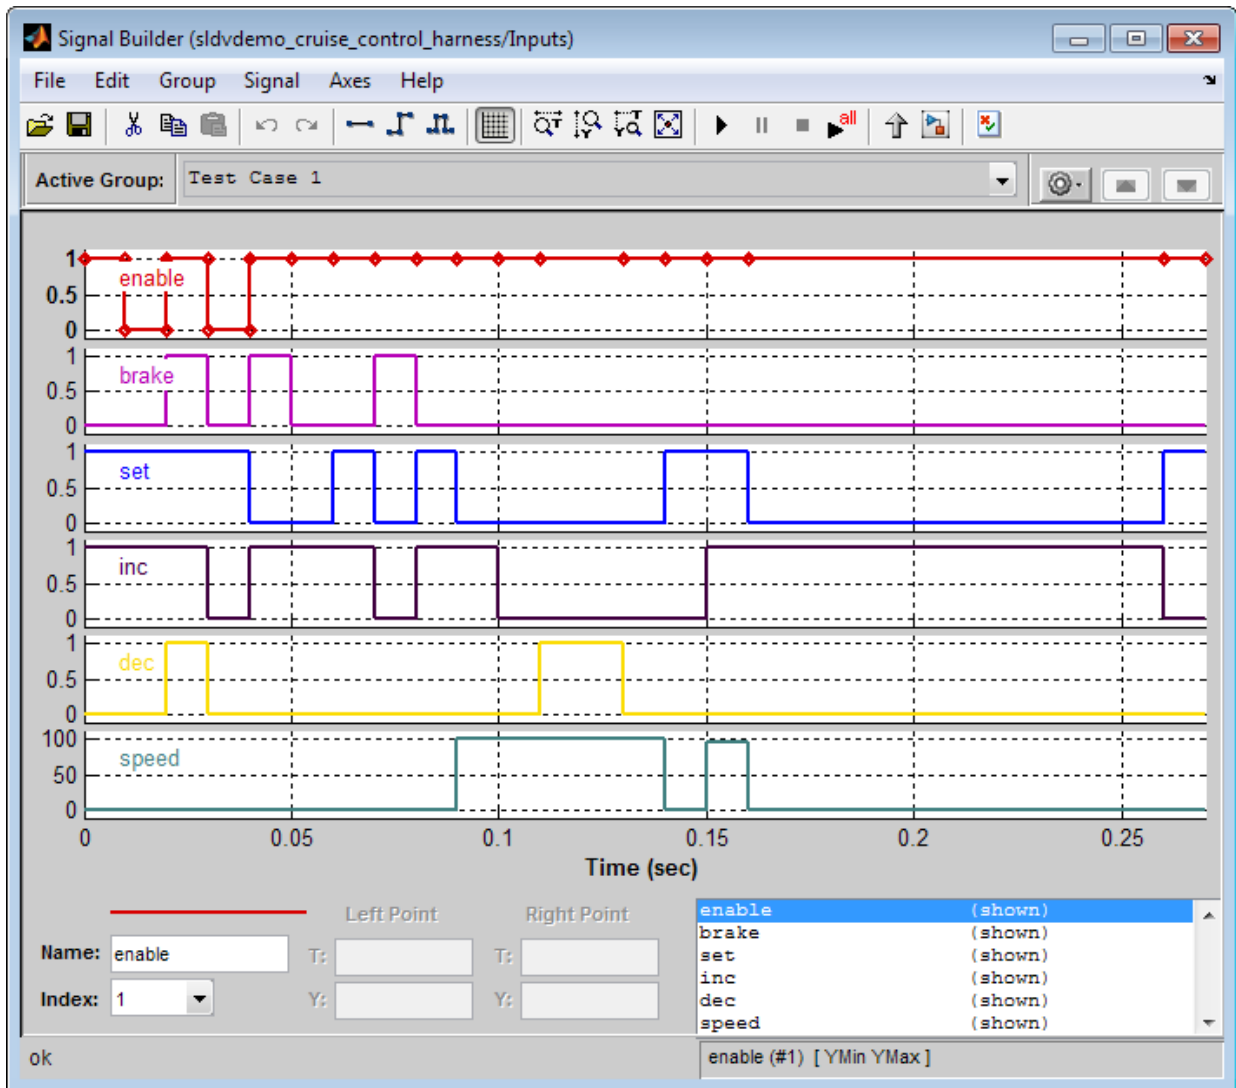 Signal Builder (sldvdemo_cruise_control_harness/Inputs)
File Edit Group Signal Axes Help
all
Active Group: Test Case 1
1
enable
0.5
0
1
brake
0.5
0
1
set
0.5
0
1
inc
0.5
0
1
dec
0.5
0
100
speed
50
0
0 0.05 0.1 0.15 0.2 0.25
Time (sec)
Left Point Right Point
Name: enable T: T:
Index: 1 Y: Y:
enable (shown)
brake (shown)
set (shown)
inc (shown)
dec (shown)
speed (shown)
ok
enable (#1) [ YMin YMax ]